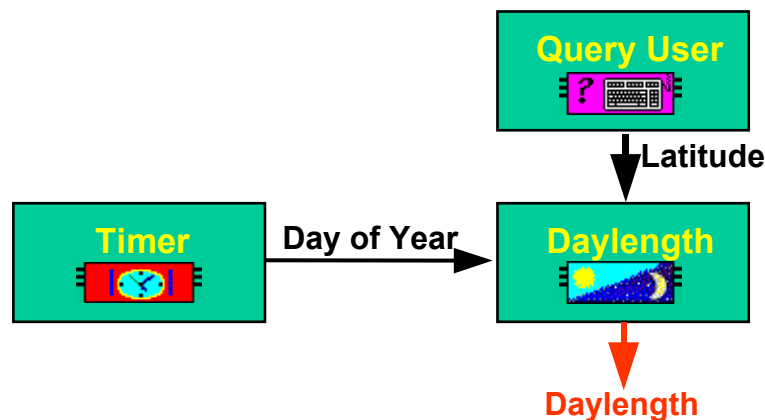 Query User
?
Latitude
Timer
Day of Year
Daylength
Daylength